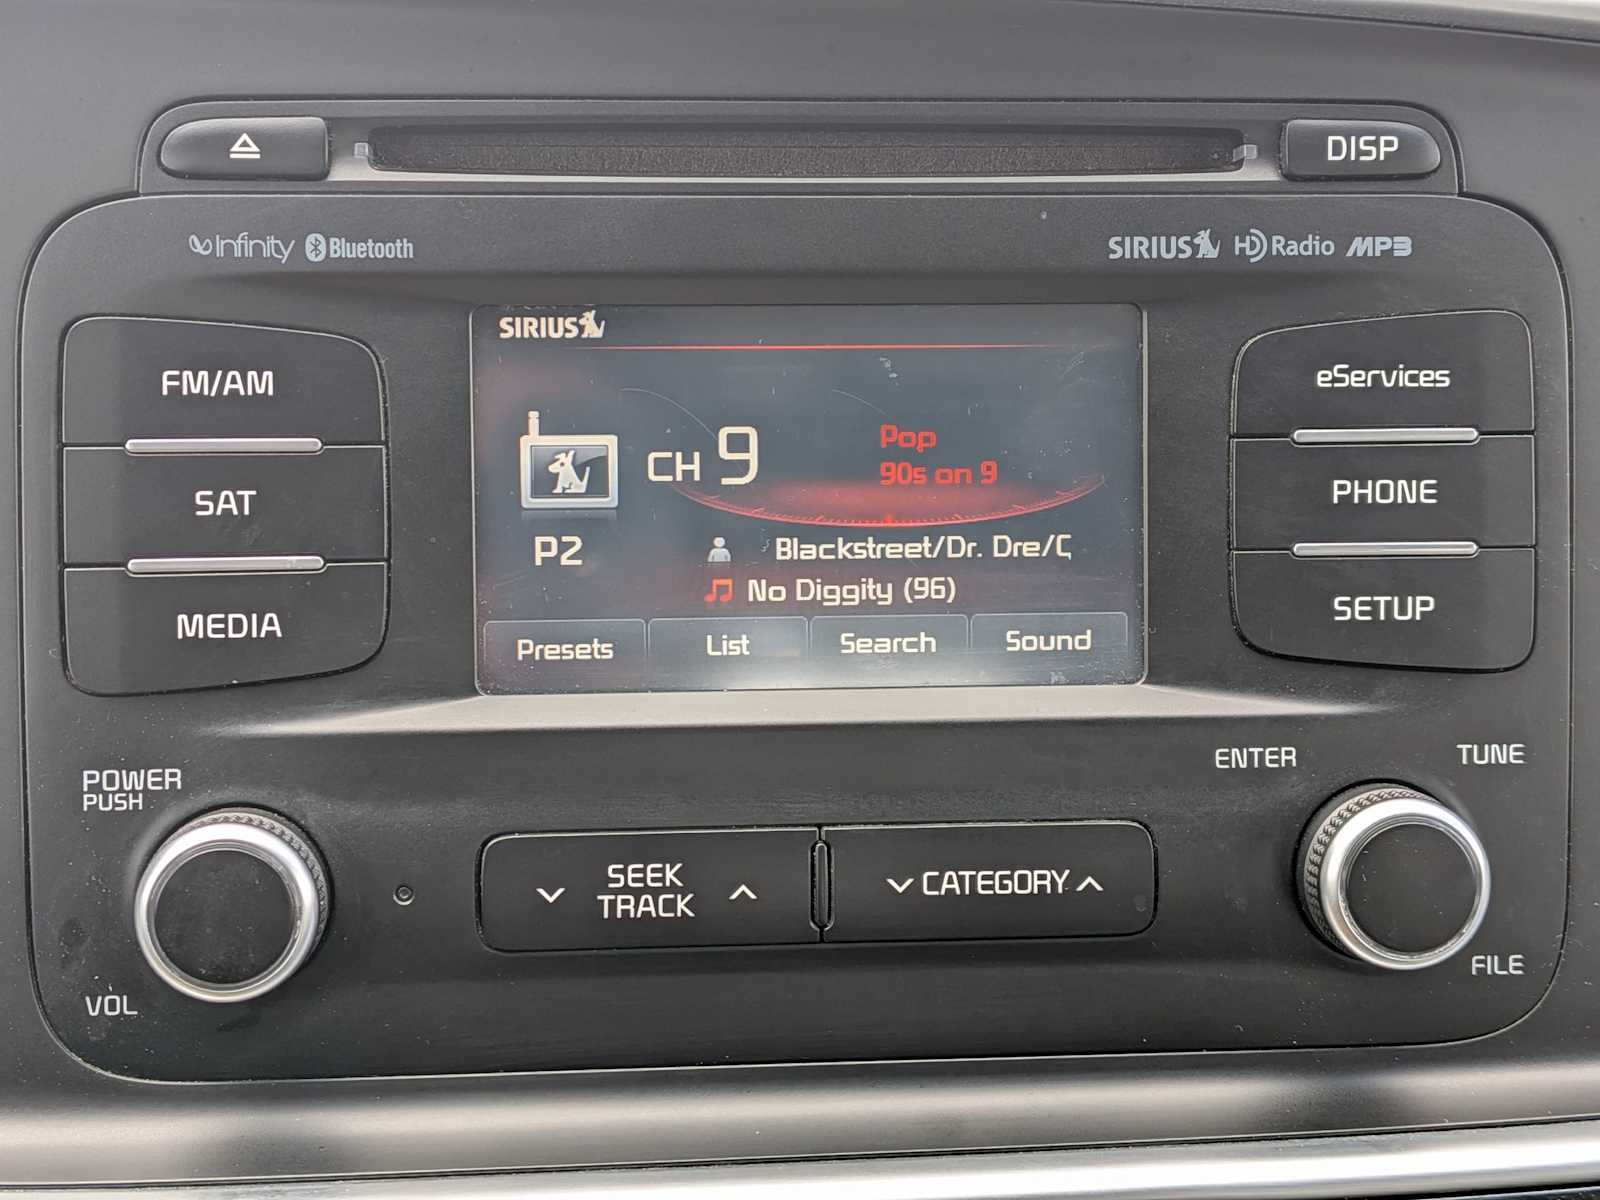 DISP
Infinity Bluetooth
SIRIUS HD Radio MP3
SIRIUS
FM/AM
SAT
MEDIA
CH 9
Pop
90s on 9
P2
Blackstreet/Dr. Dre/C
No Diggity (96)
Presets List Search Sound
eServices
PHONE
SETUP
POWER
PUSH
VOL
SEEK
TRACK
CATEGORY
ENTER
TUNE
FILE